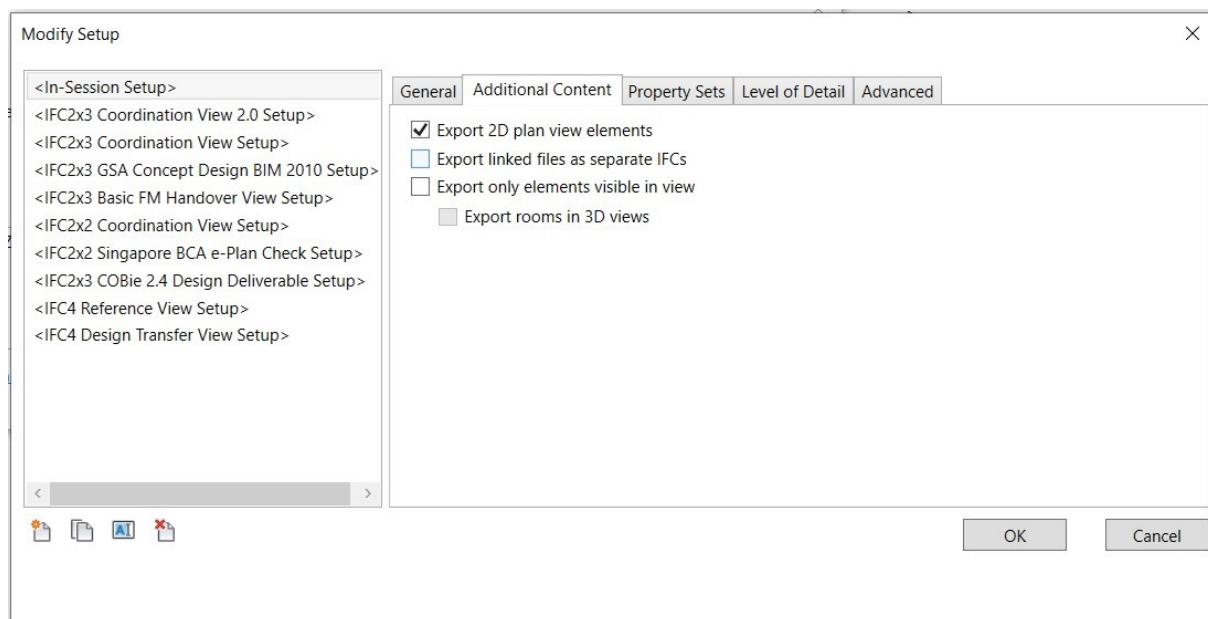 Modify Setup
<In-Session Setup>
<IFC2x3 Coordination View 2.0 Setup>
<IFC2x3 Coordination View Setup>
<IFC2x3 GSA Concept Design BIM 2010 Setup>
<IFC2x3 Basic FM Handover View Setup>
<IFC2x2 Coordination View Setup>
<IFC2x2 Singapore BCA e-Plan Check Setup>
<IFC2x3 COBie 2.4 Design Deliverable Setup>
<IFC4 Reference View Setup>
<IFC4 Design Transfer View Setup>
General Additional Content Property Sets Level of Detail Advanced
Export 2D plan view elements
Export linked files as separate IFCs
Export only elements visible in view
Export rooms in 3D views
AI
OK Cancel